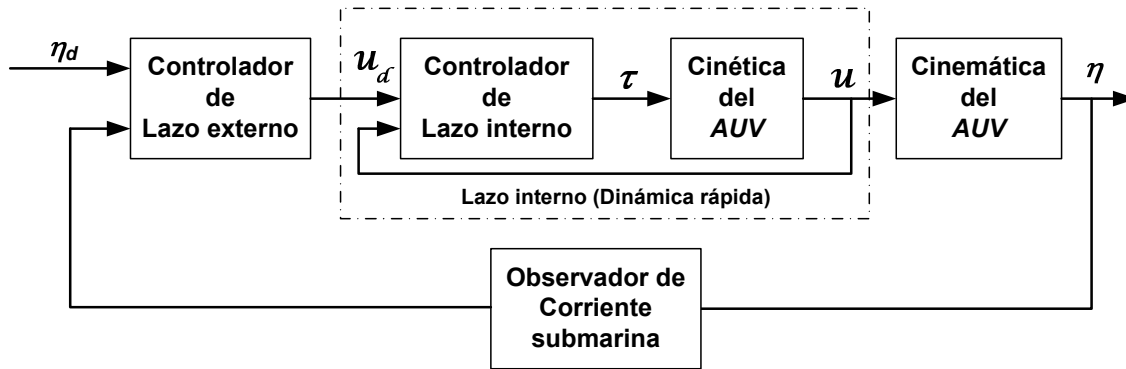 η_d
Controlador
de
Lazo externo
u_d
Controlador
de
Lazo interno
τ
Cinética
del
AUV
u
Cinemática
del
AUV
η
Lazo interno (Dinámica rápida)
Observador de
Corriente
submarina